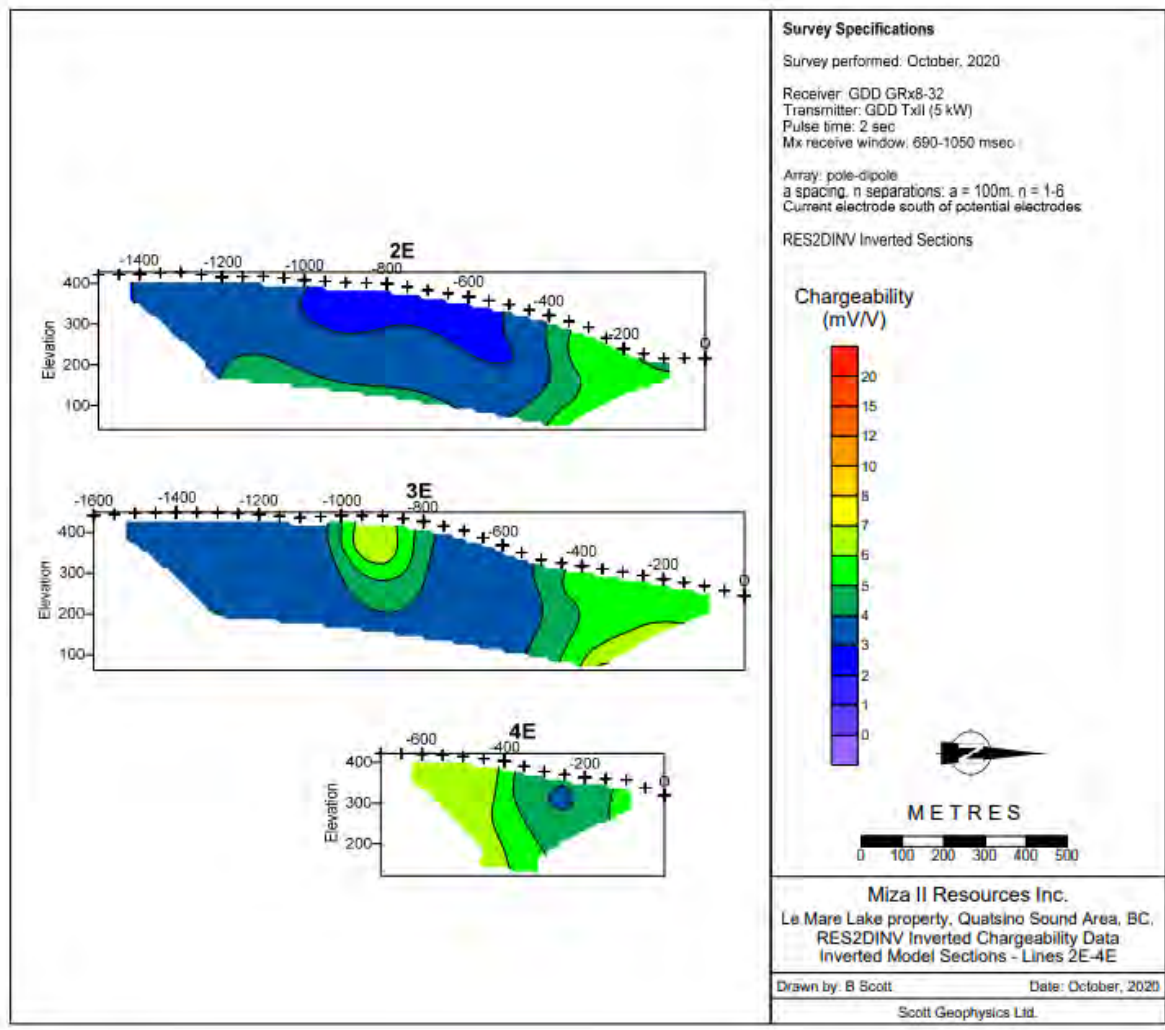 2E
-1400 -1200 -1000 -800 -600 -400 -200 0
400
300
200
100
Elevation
3E
-1600 -1400 -1200 -1000 -800 -600 -400 -200 0
400
300
200
100
Elevation
4E
-600 -400 -200 0
400
300
200
Elevation
Survey Specifications
Survey performed: October, 2020
Receiver: GDD GRx8-32
Transmitter: GDD TxII (5 kW)
Pulse time: 2 sec
Mx receive window: 690-1050 msec
Array: pole-dipole
a spacing, n separations: a = 100m, n = 1-6
Current electrode south of potential electrodes
RES2DINV Inverted Sections
Chargeability
(mV/V)
20
15
12
10
8
7
6
5
4
3
2
1
0
METRES
0 100 200 300 400 500
Miza II Resources Inc.
Le Mare Lake property, Quatsino Sound Area, BC.
RES2DINV Inverted Chargeability Data
Inverted Model Sections - Lines 2E-4E
Drawn by: B Scott Date: October, 2020
Scott Geophysics Ltd.